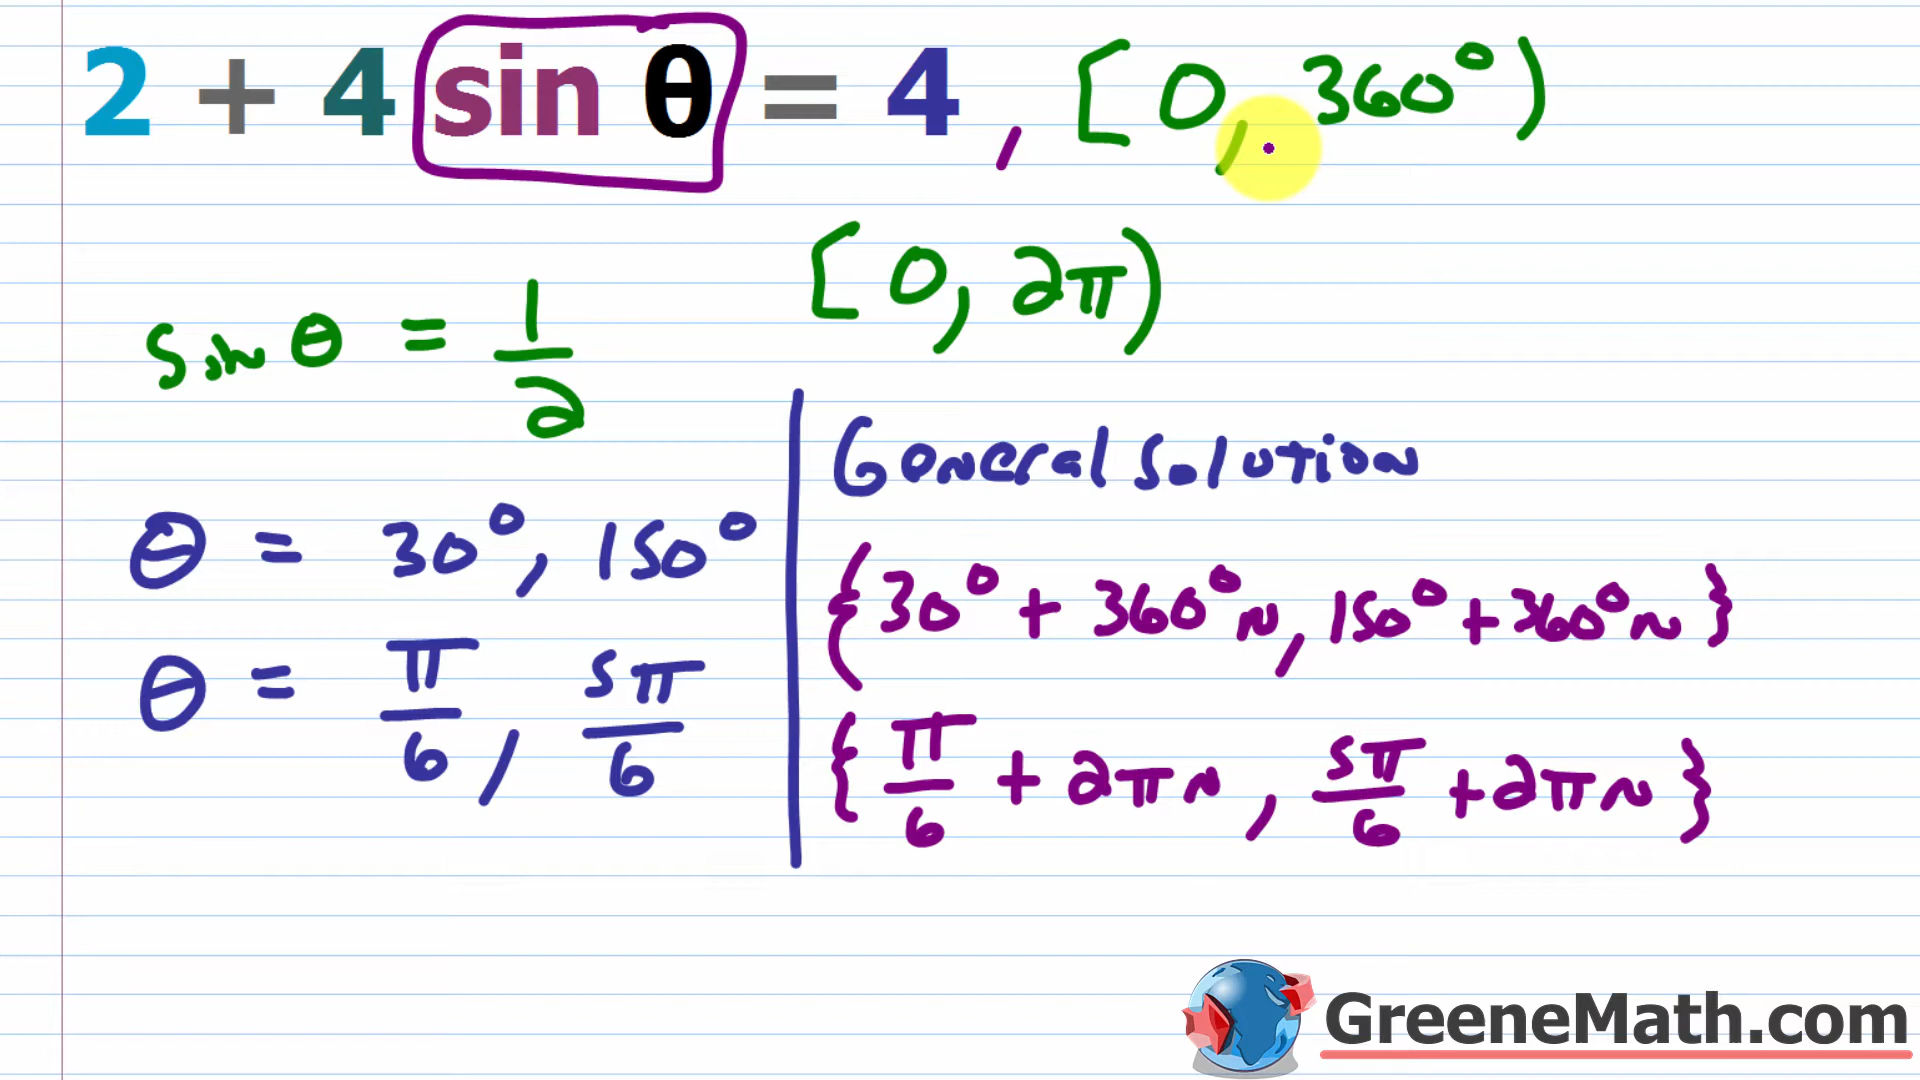 2 + 4 sin θ = 4, [0, 360°)
[0, 2π)
sin θ = 1/2
θ = 30°, 150°
θ = π/6, 5π/6
General Solution
{30° + 360°n, 150° + 360°n}
{π/6 + 2πn, 5π/6 + 2πn}
GreeneMath.com